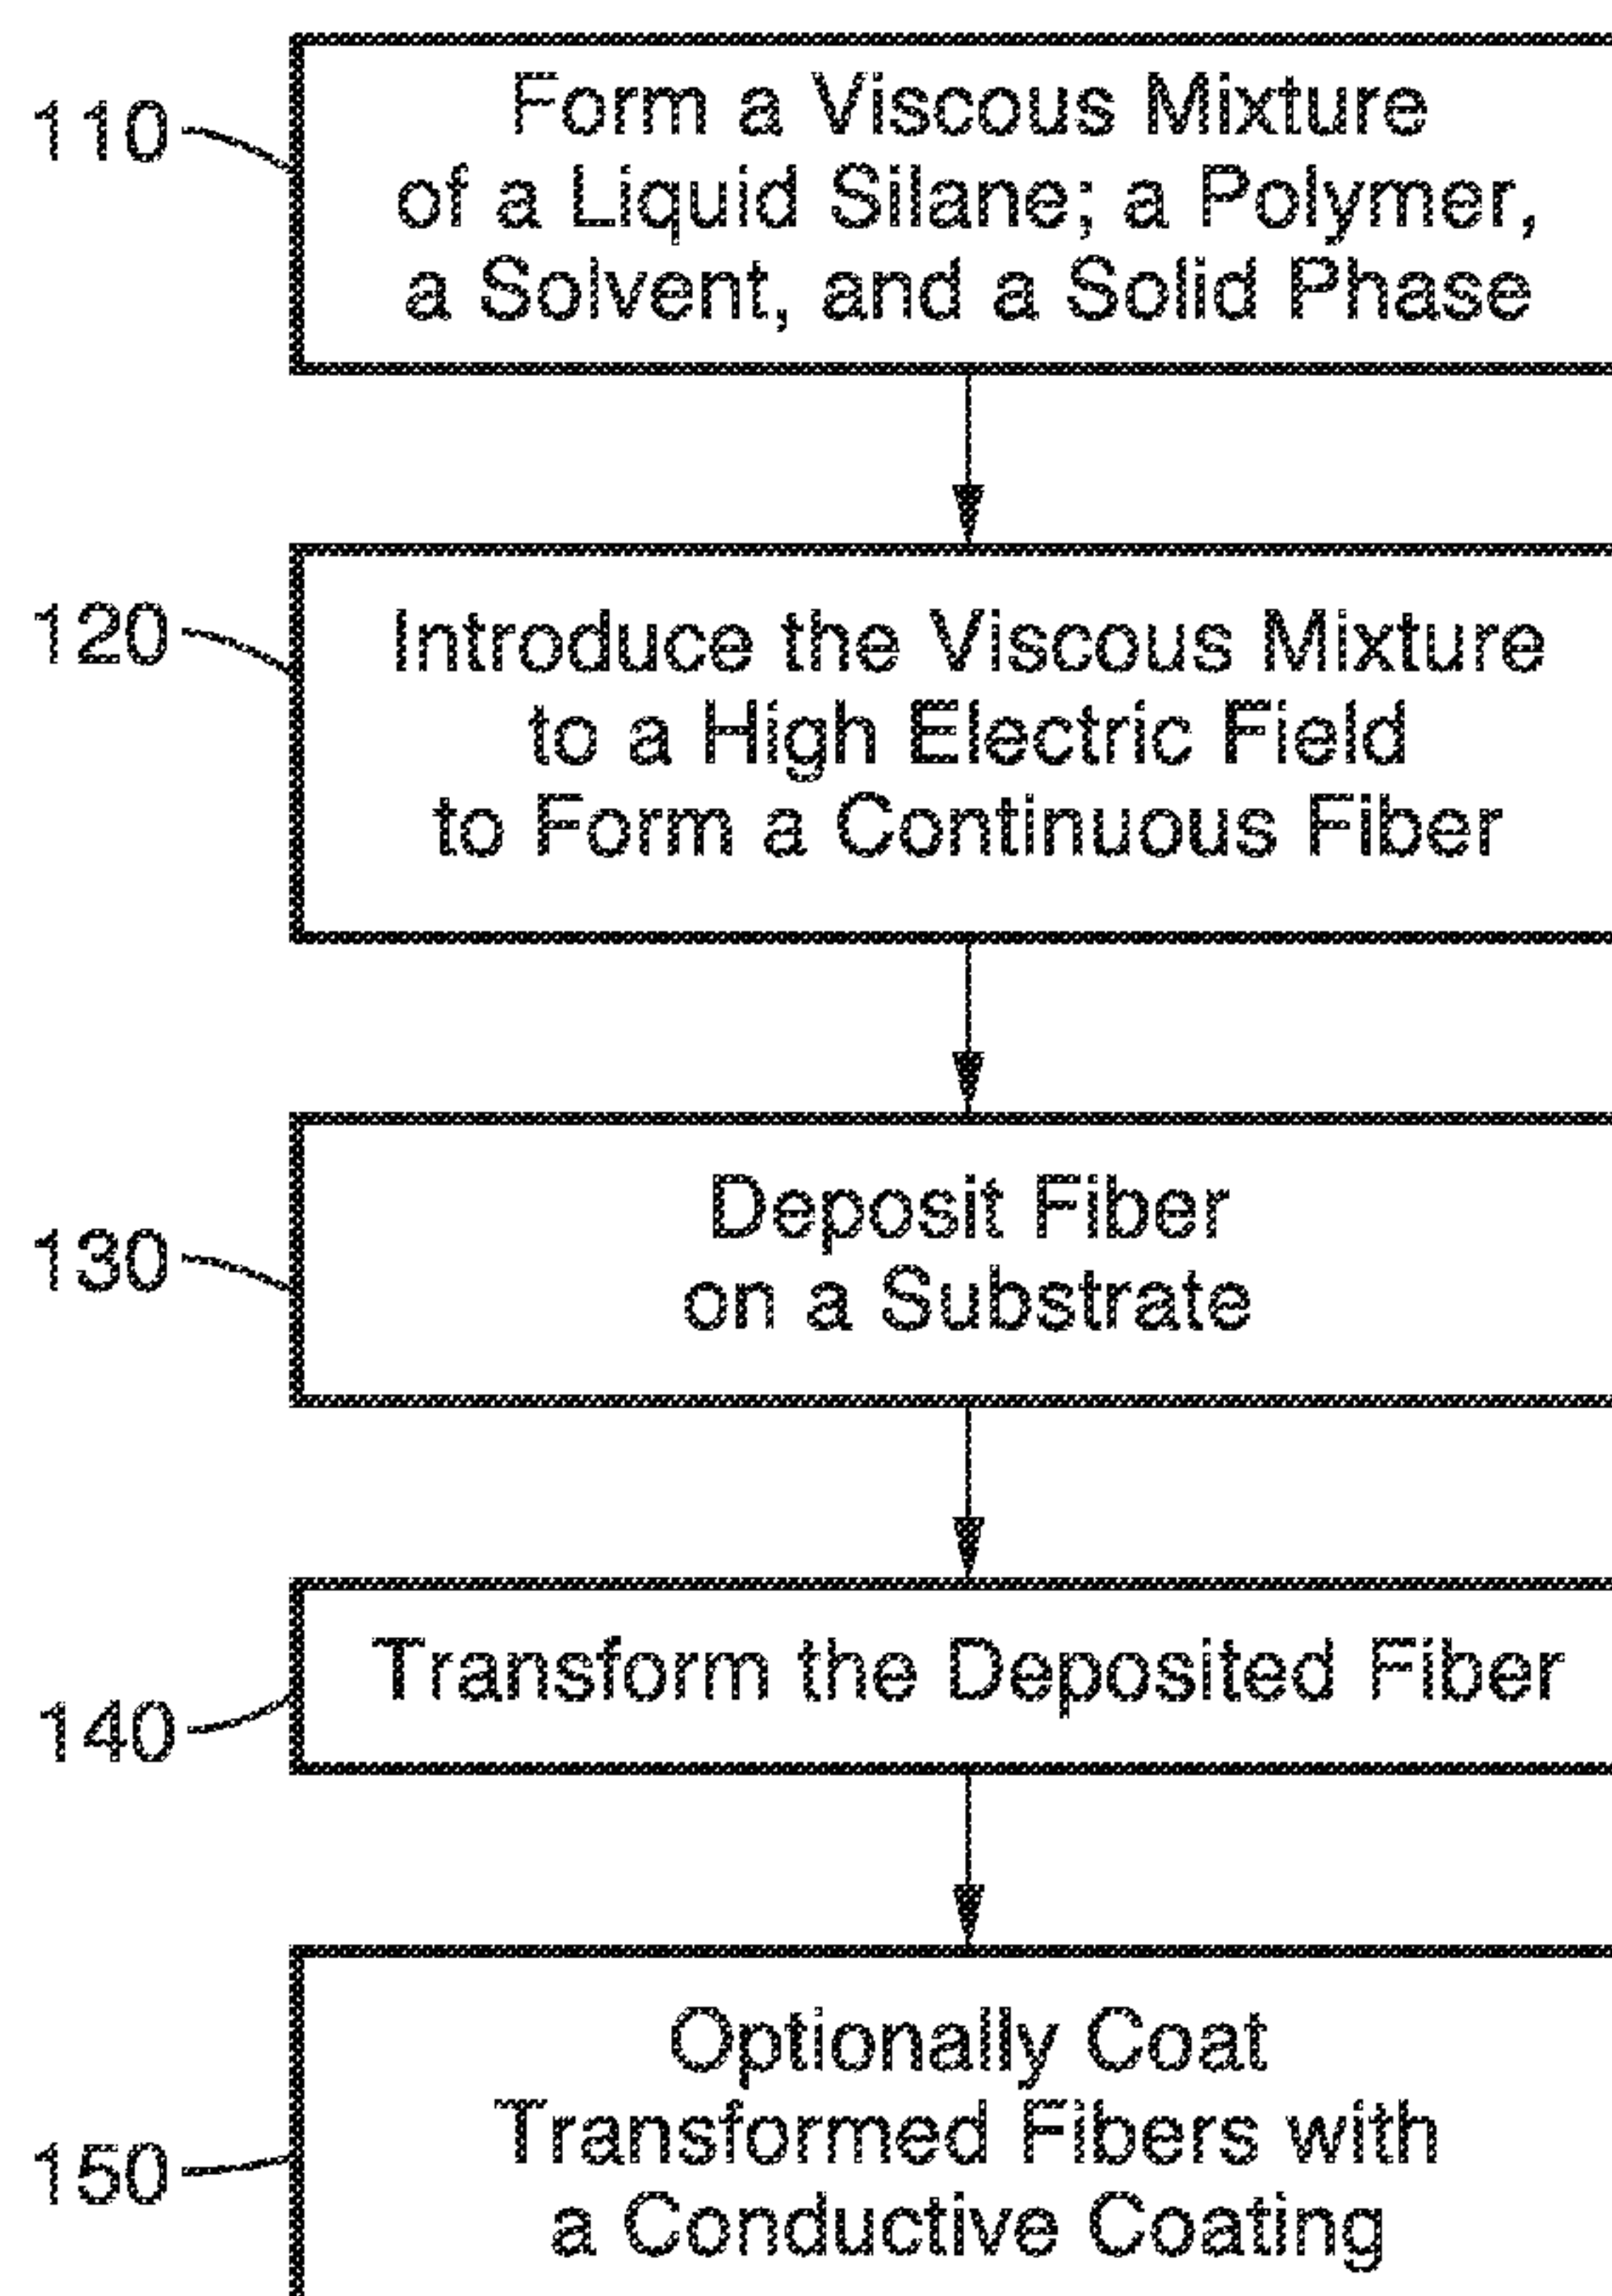 110
Form a Viscous Mixture
of a Liquid Silane; a Polymer,
a Solvent, and a Solid Phase
120
Introduce the Viscous Mixture
to a High Electric Field
to Form a Continuous Fiber
130
Deposit Fiber
on a Substrate
140
Transform the Deposited Fiber
150
Optionally Coat
Transformed Fibers with
a Conductive Coating